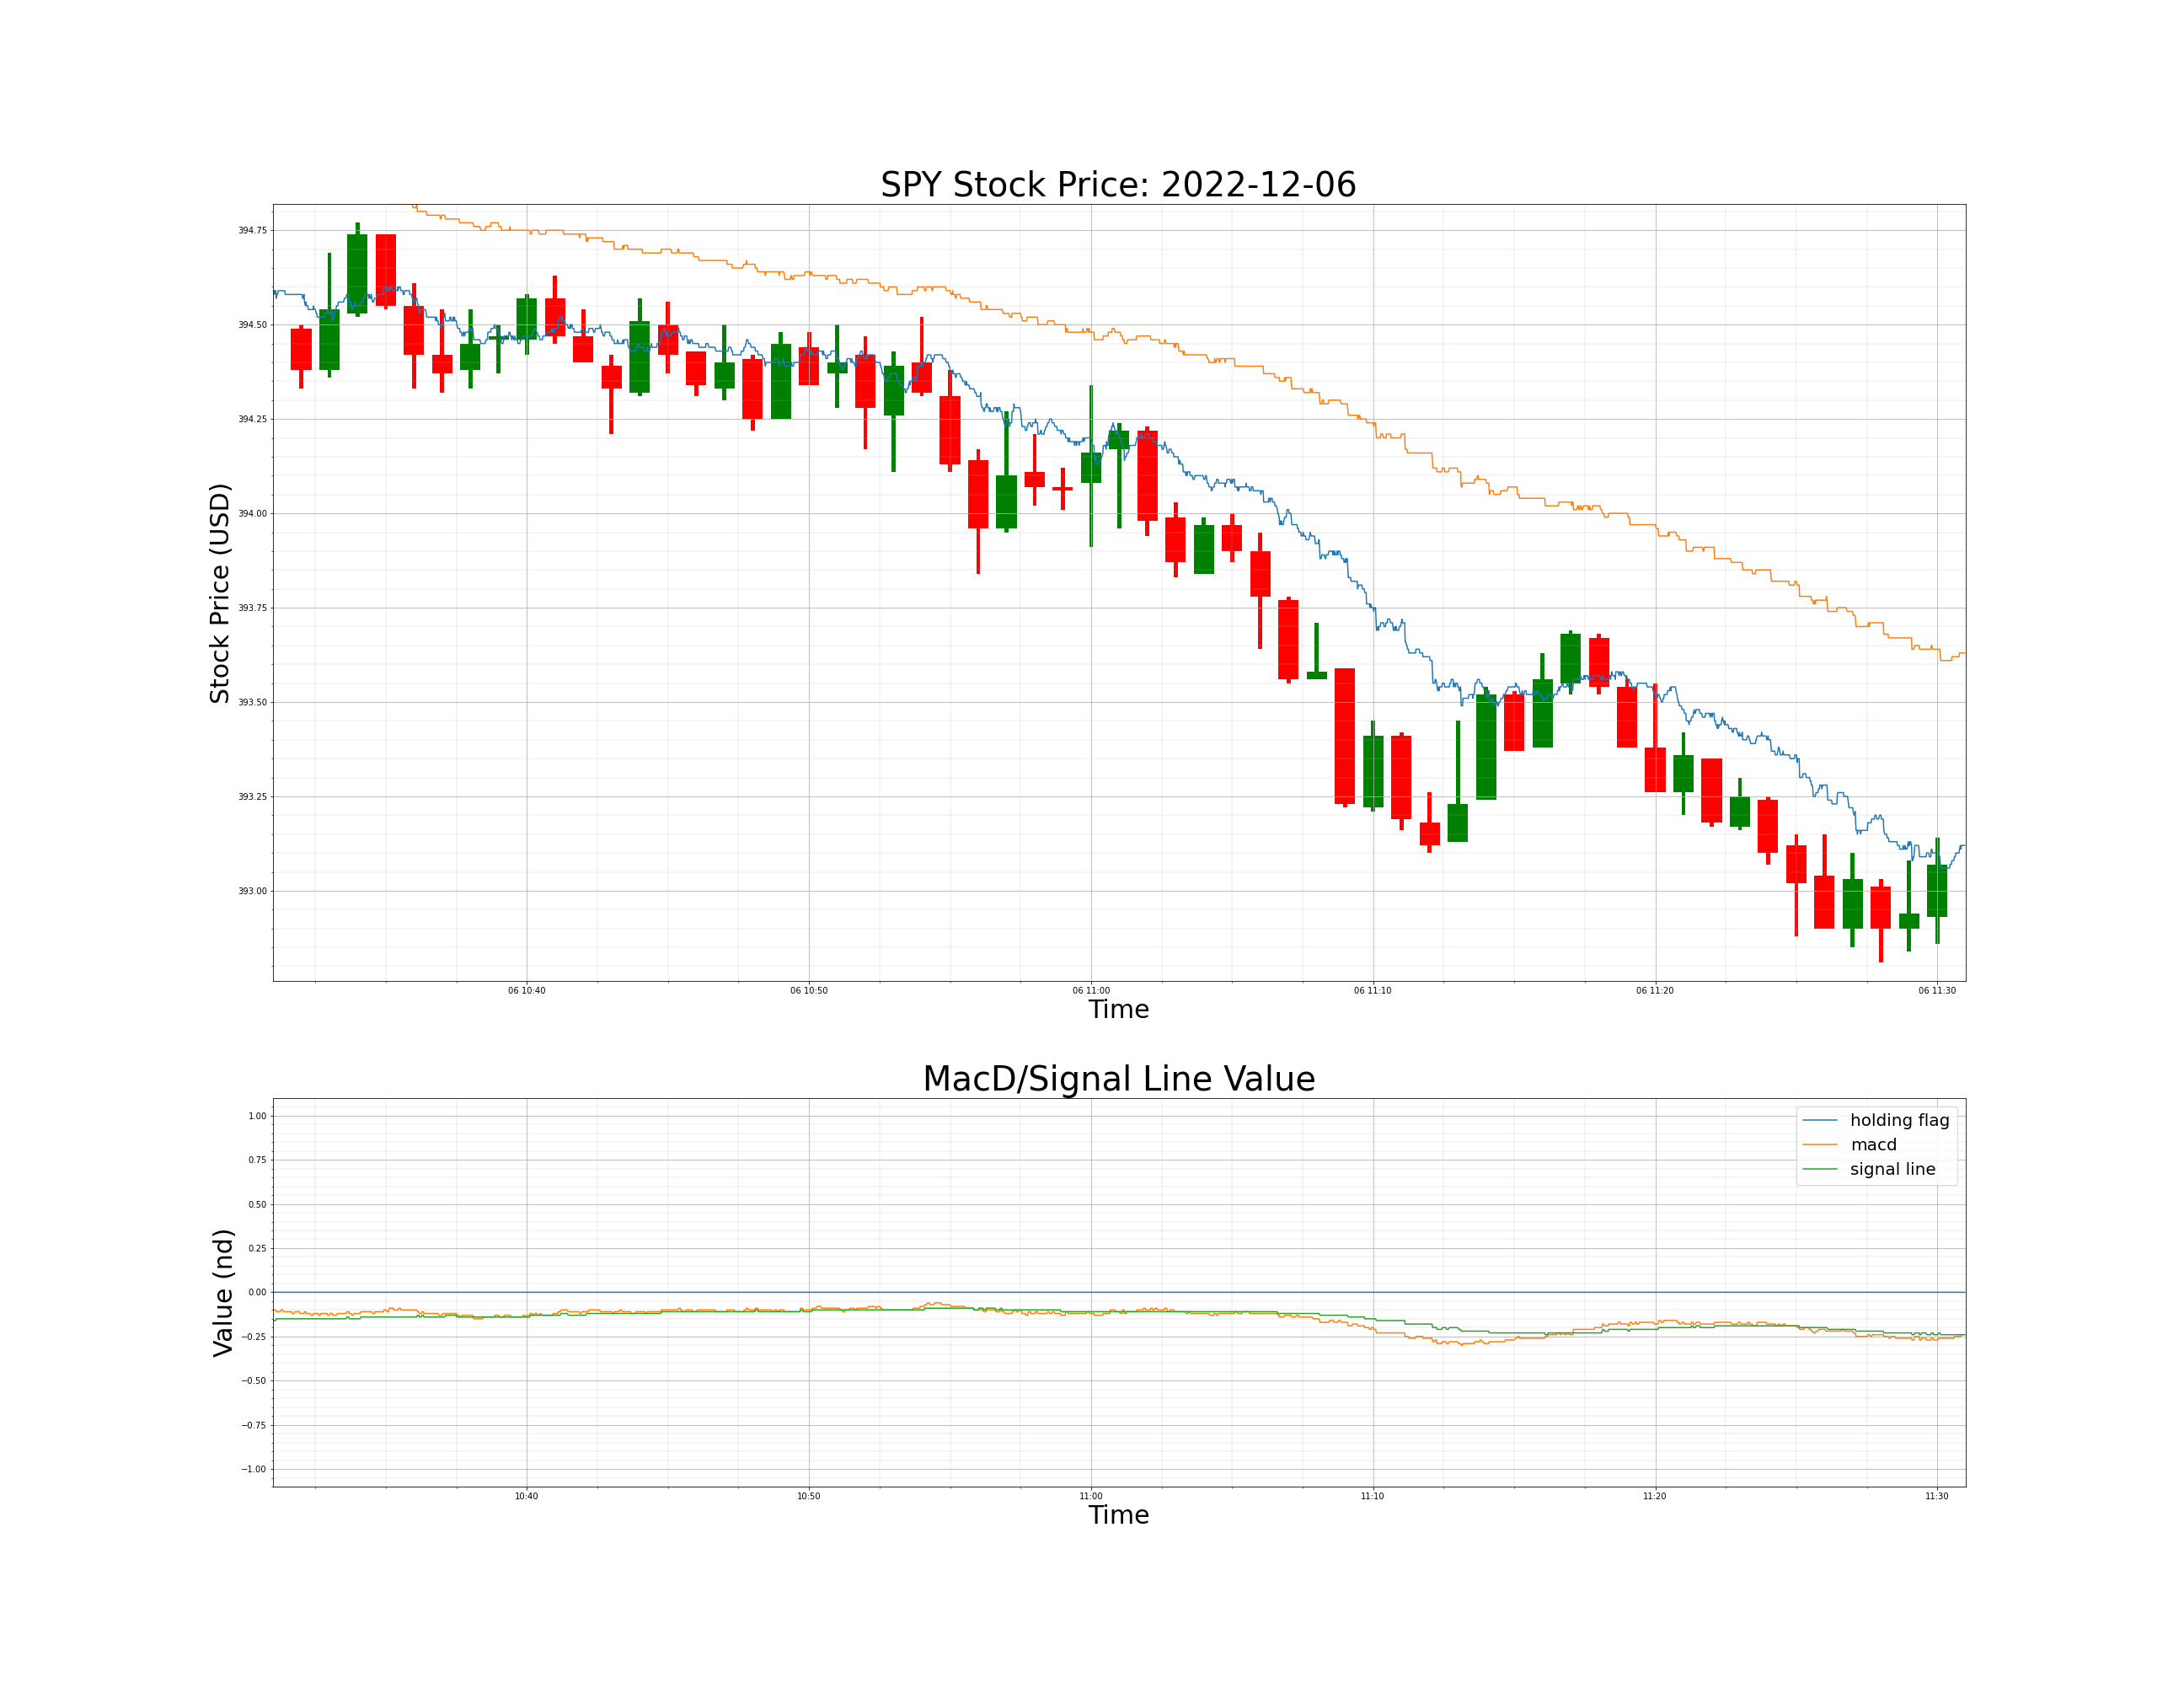 SPY Stock Price: 2022-12-06
394.75
394.50
394.25
394.00
393.75
393.50
393.25
393.00
Stock Price (USD)
06 10:40 06 10:50 06 11:00 06 11:10 06 11:20 06 11:30
Time
MacD/Signal Line Value
1.00
0.75
0.50
0.25
0.00
−0.25
−0.50
−0.75
−1.00
Value (nd)
holding flag
macd
signal line
10:40 10:50 11:00 11:10 11:20 11:30
Time